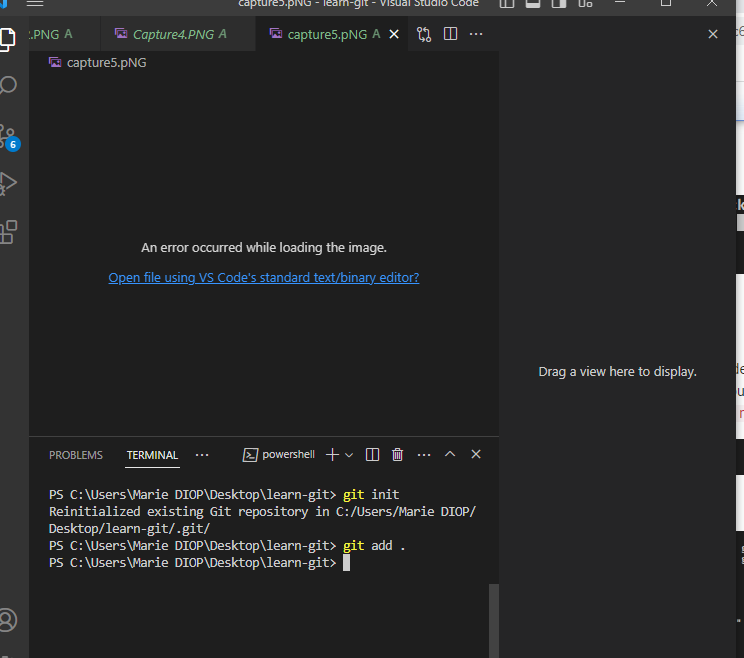 capture5.pNG - learn-git - Visual Studio Code
.PNG A
Capture4.PNG A
capture5.pNG A
capture5.pNG
6
An error occurred while loading the image.
Open file using VS Code's standard text/binary editor?
Drag a view here to display.
PROBLEMS
TERMINAL
powershell
PS C:\Users\Marie DIOP\Desktop\learn-git> git init
Reinitialized existing Git repository in C:/Users/Marie DIOP/
Desktop/learn-git/.git/
PS C:\Users\Marie DIOP\Desktop\learn-git> git add .
PS C:\Users\Marie DIOP\Desktop\learn-git>